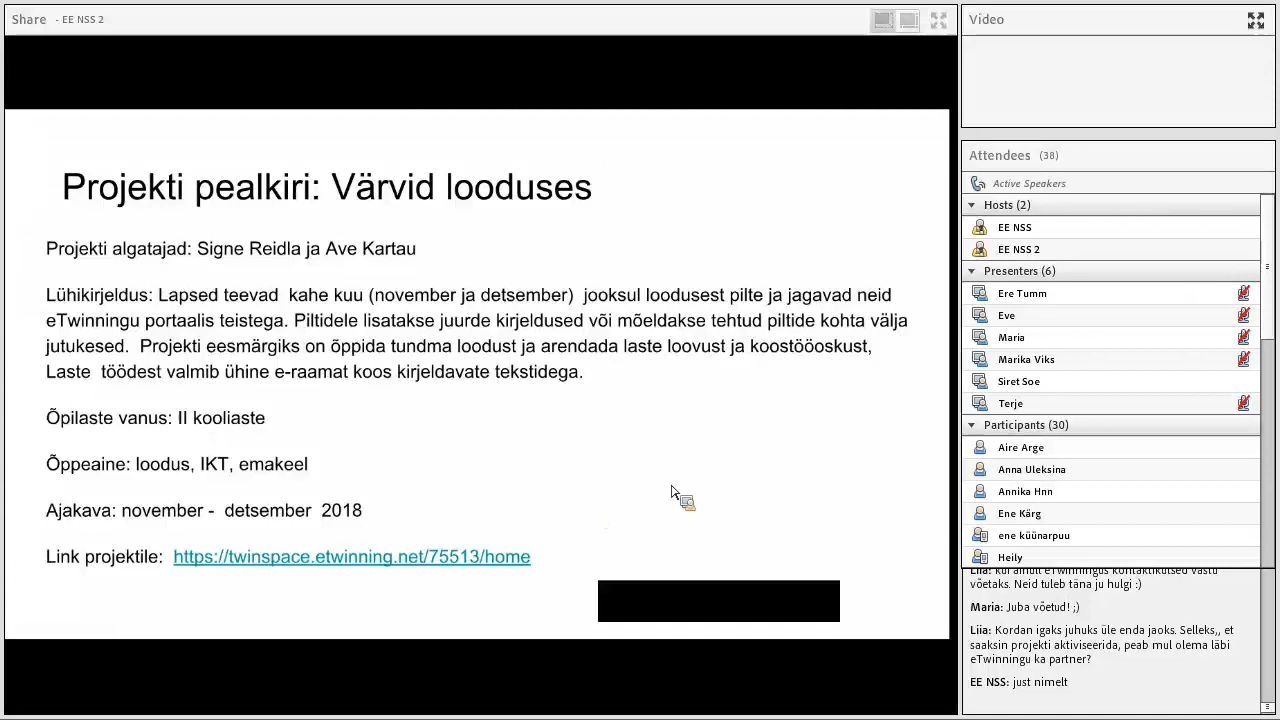 Share - EE NSS 2
Projekti pealkiri: Värvid looduses
Projekti algatajad: Signe Reidla ja Ave Kartau
Lühikirjeldus: Lapsed teevad kahe kuu (november ja detsember) jooksul loodusest pilte ja jagavad neid
eTwinningu portaalis teistega. Piltidele lisatakse juurde kirjeldused või mõeldakse tehtud piltide kohta välja
jutukesed. Projekti eesmärgiks on õppida tundma loodust ja arendada laste loovust ja koostööoskust,
Laste töödest valmib ühine e-raamat koos kirjeldavate tekstidega.
Õpilaste vanus: II kooliaste
Õppeaine: loodus, IKT, emakeel
Ajakava: november - detsember 2018
Link projektile: https://twinspace.etwinning.net/75513/home
Video
Attendees (38)
Active Speakers
Hosts (2)
EE NSS
EE NSS 2
Presenters (6)
Ere Tumm
Eve
Maria
Marika Viks
Siret Soe
Terje
Participants (30)
Aire Arge
Anna Uleksina
Annika Hnn
Ene Kärg
ene küünarpuu
Heily
Liia: kui ainult eTwinningus kontaktikutsed vastu
võetaks. Neid tuleb täna ju hulgi :)
Maria: Juba võetud! ;)
Liia: Kordan igaks juhuks üle enda jaoks. Selleks,, et
saaksin projekti aktiviseerida, peab mul olema läbi
eTwinningu ka partner?
EE NSS: just nimelt